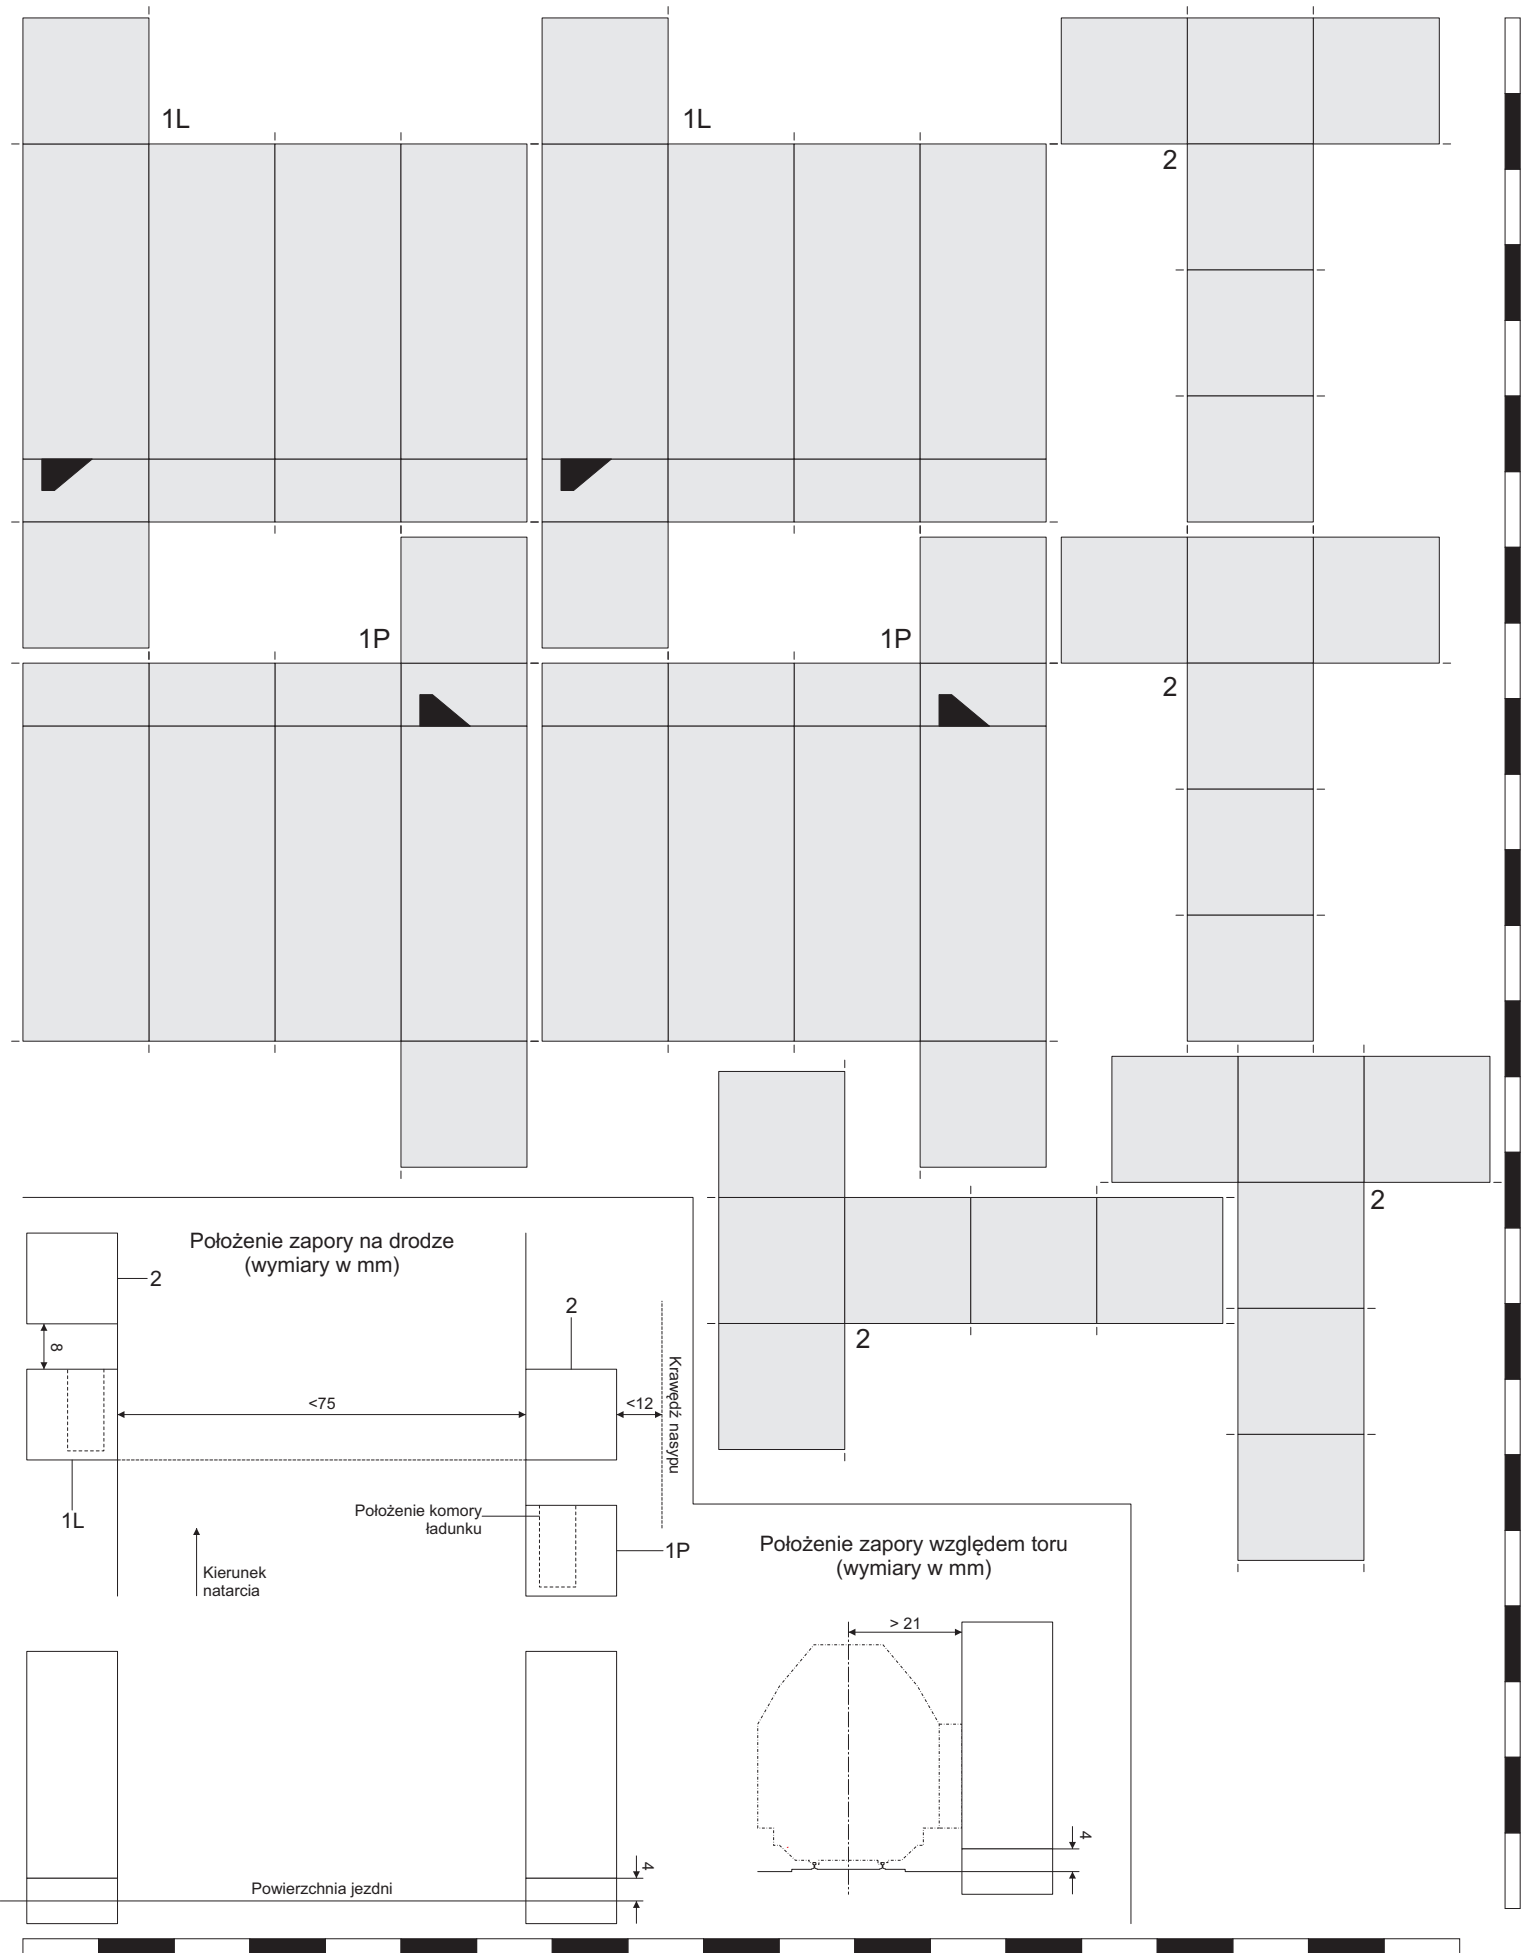 1L
1L
2
1P
1P
2
2
2
Położenie zapory na drodze
(wymiary w mm)
2
2
8
<75
<12
Krawędź nasypu
1L
Położenie komory
ładunku
1P
Kierunek
natarcia
Położenie zapory względem toru
(wymiary w mm)
> 21
4
4
Powierzchnia jezdni